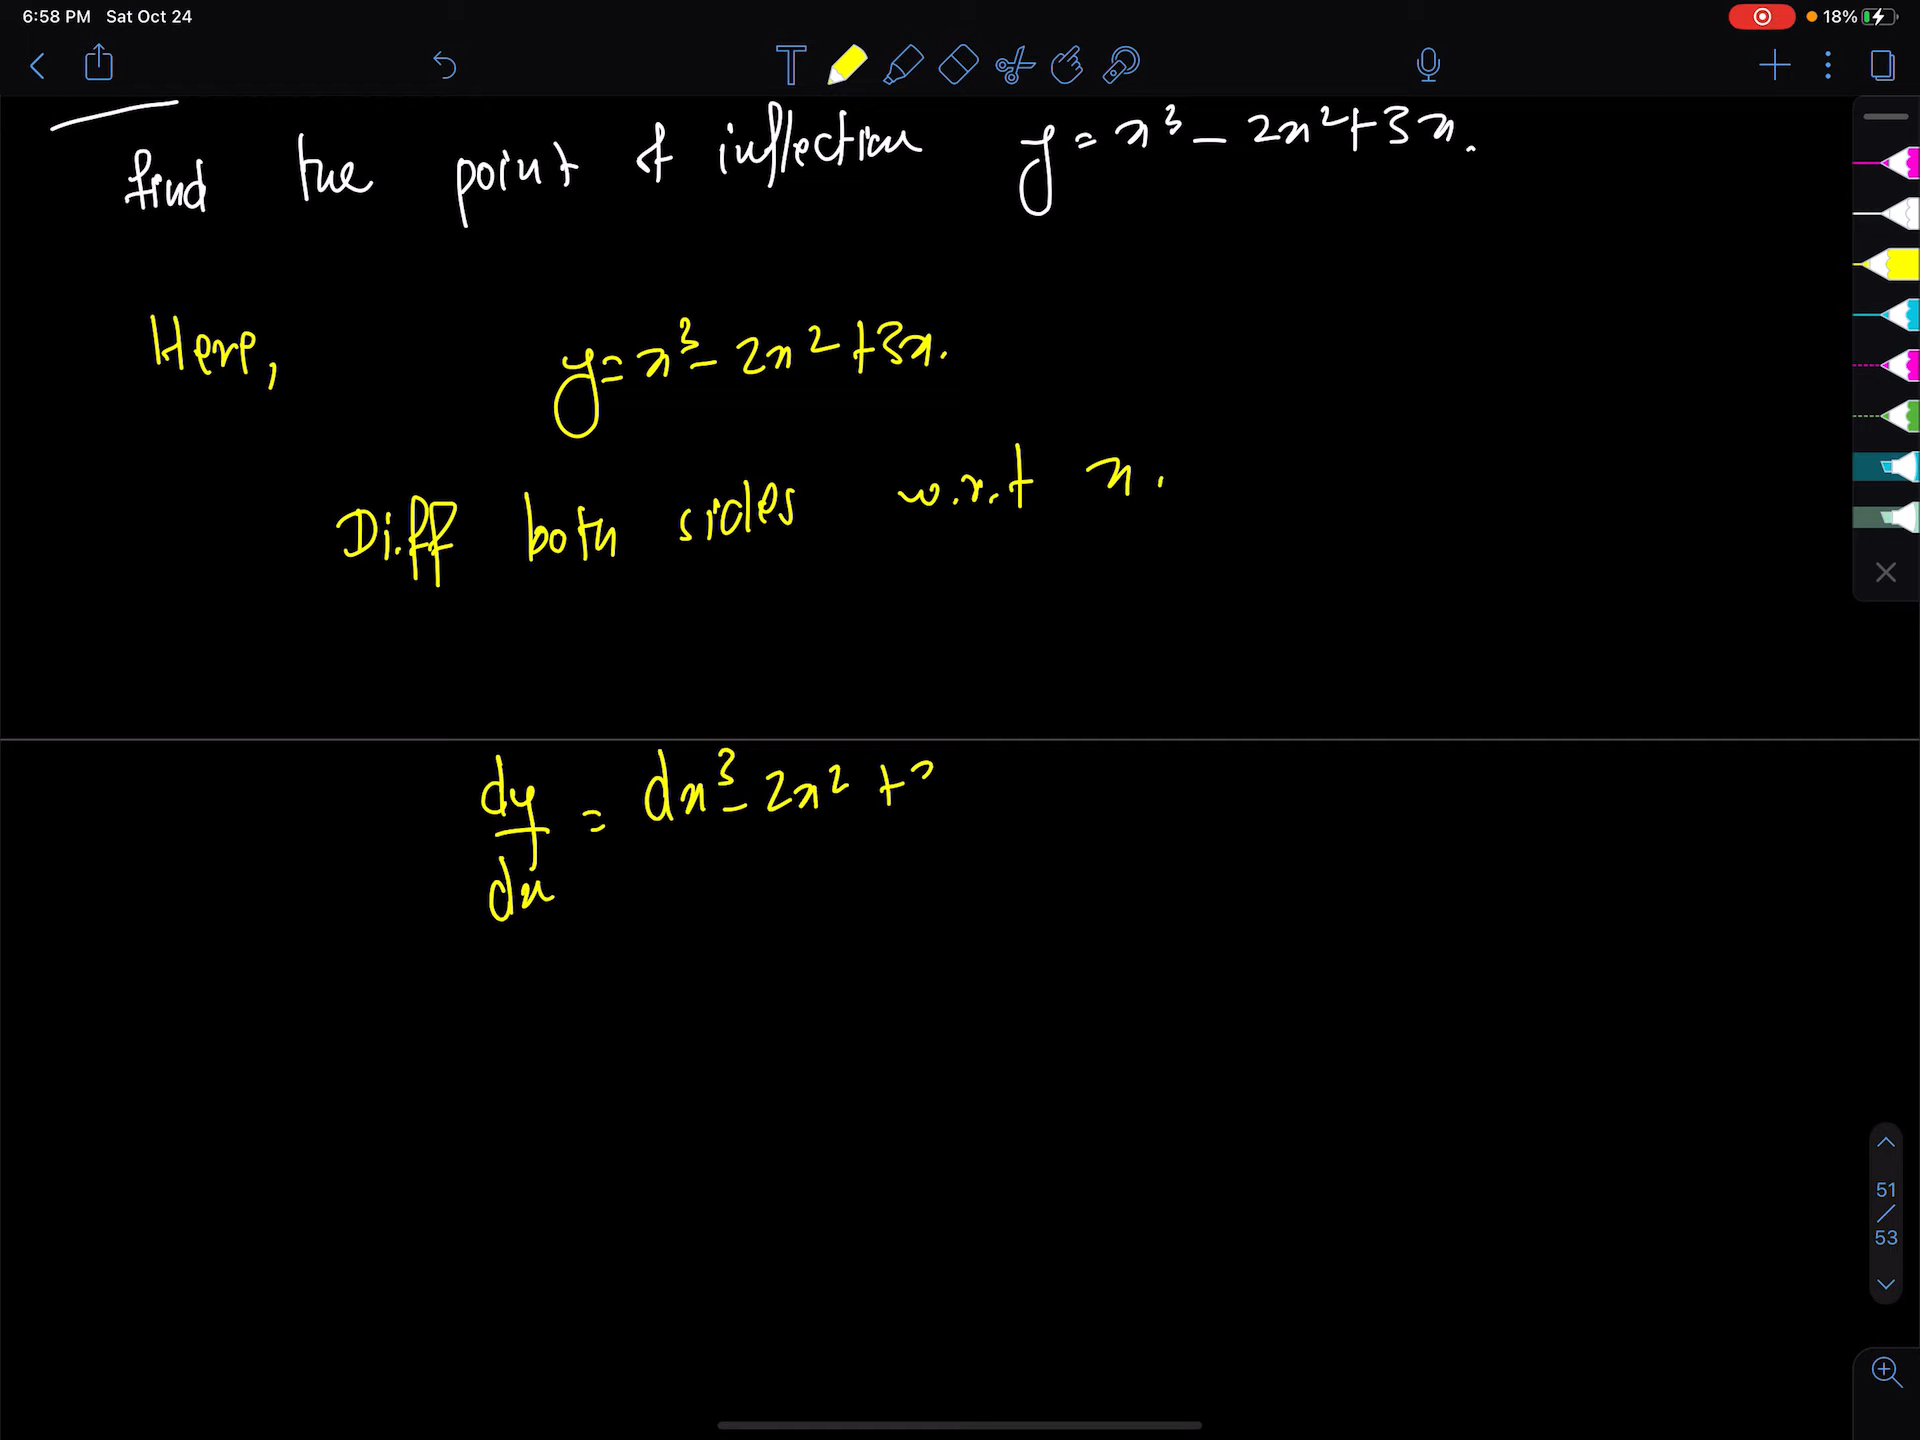 6:58 PM Sat Oct 24
18%
find the point of inflection y = x³ - 2x² + 3x.
Here,
y = x³ - 2x² + 3x.
Diff both sides w.r.t x.
dy/dx = dx³ - 2x² +
51
/
53